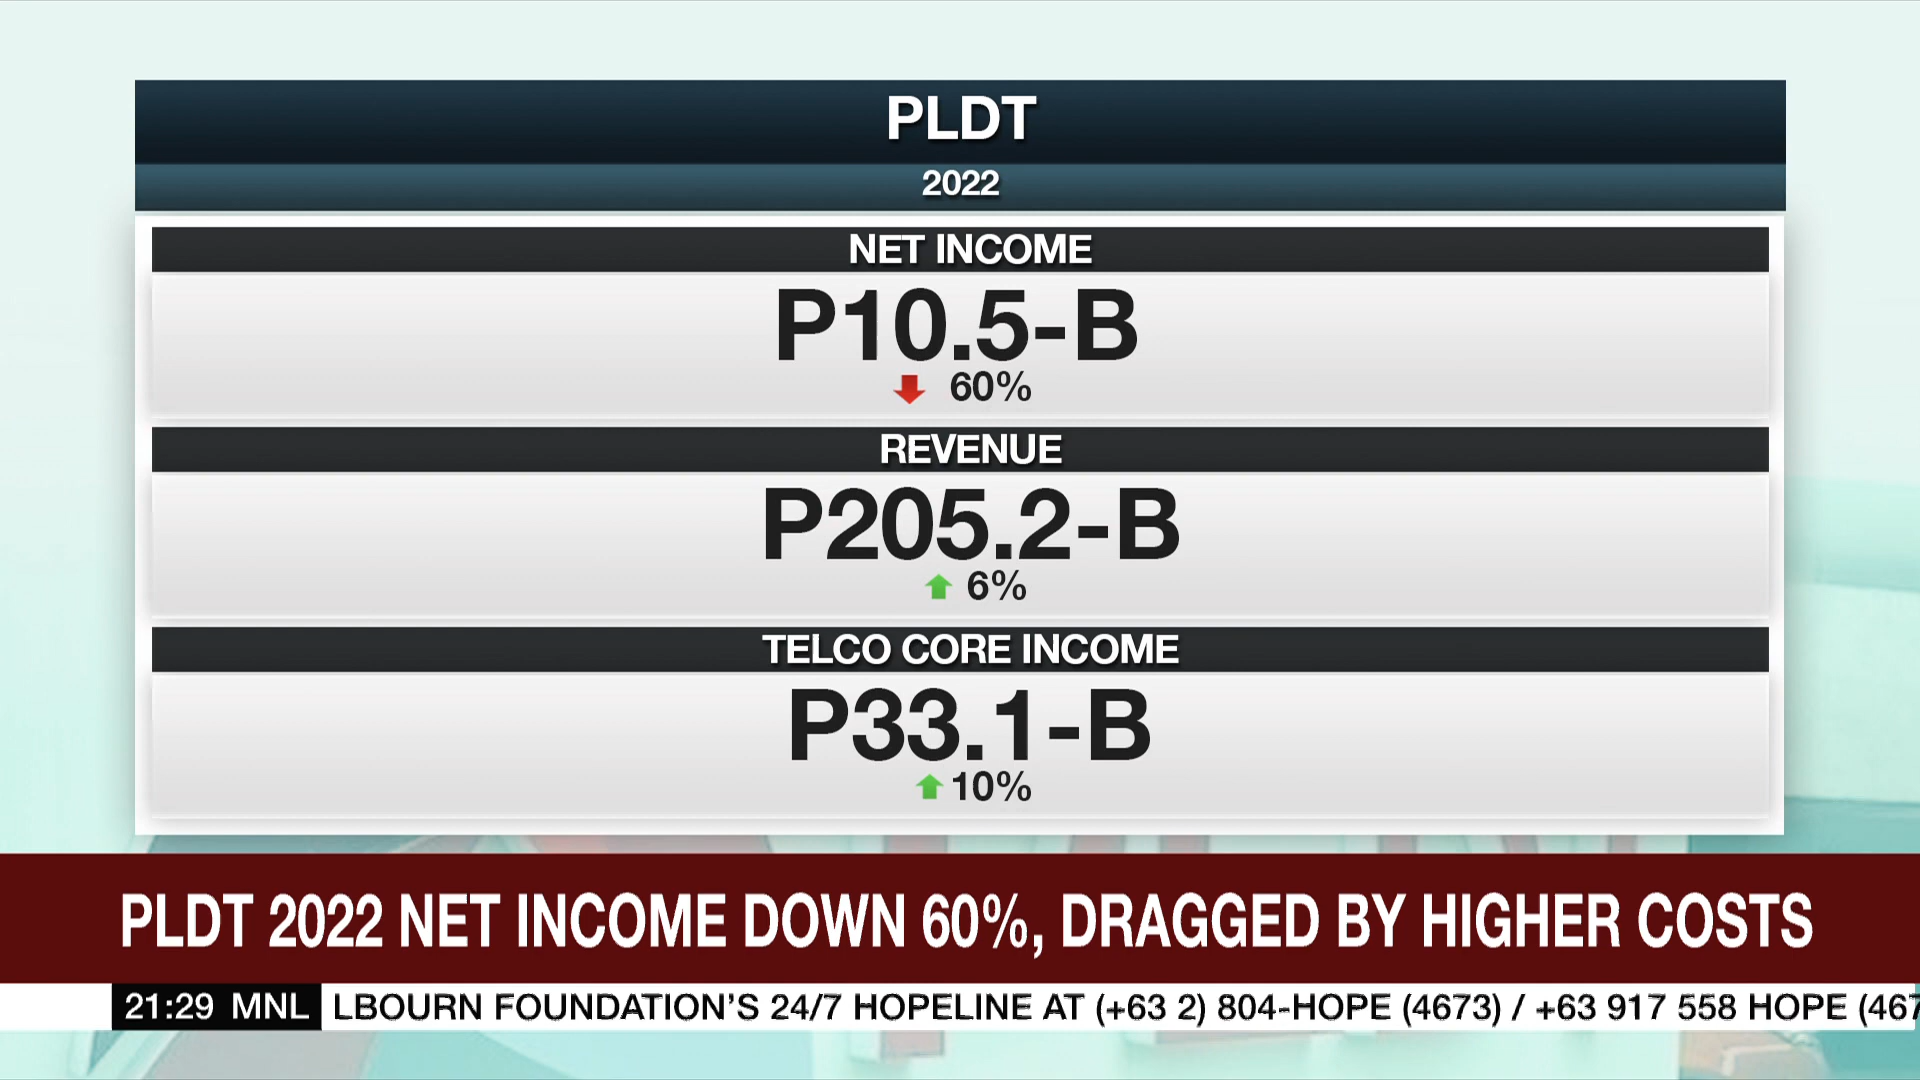 PLDT
2022
NET INCOME
P10.5-B
60%
REVENUE
P205.2-B
6%
TELCO CORE INCOME
P33.1-B
10%
PLDT 2022 NET INCOME DOWN 60%, DRAGGED BY HIGHER COSTS
21:29 MNL LBOURN FOUNDATION’S 24/7 HOPELINE AT (+63 2) 804-HOPE (4673) / +63 917 558 HOPE (467